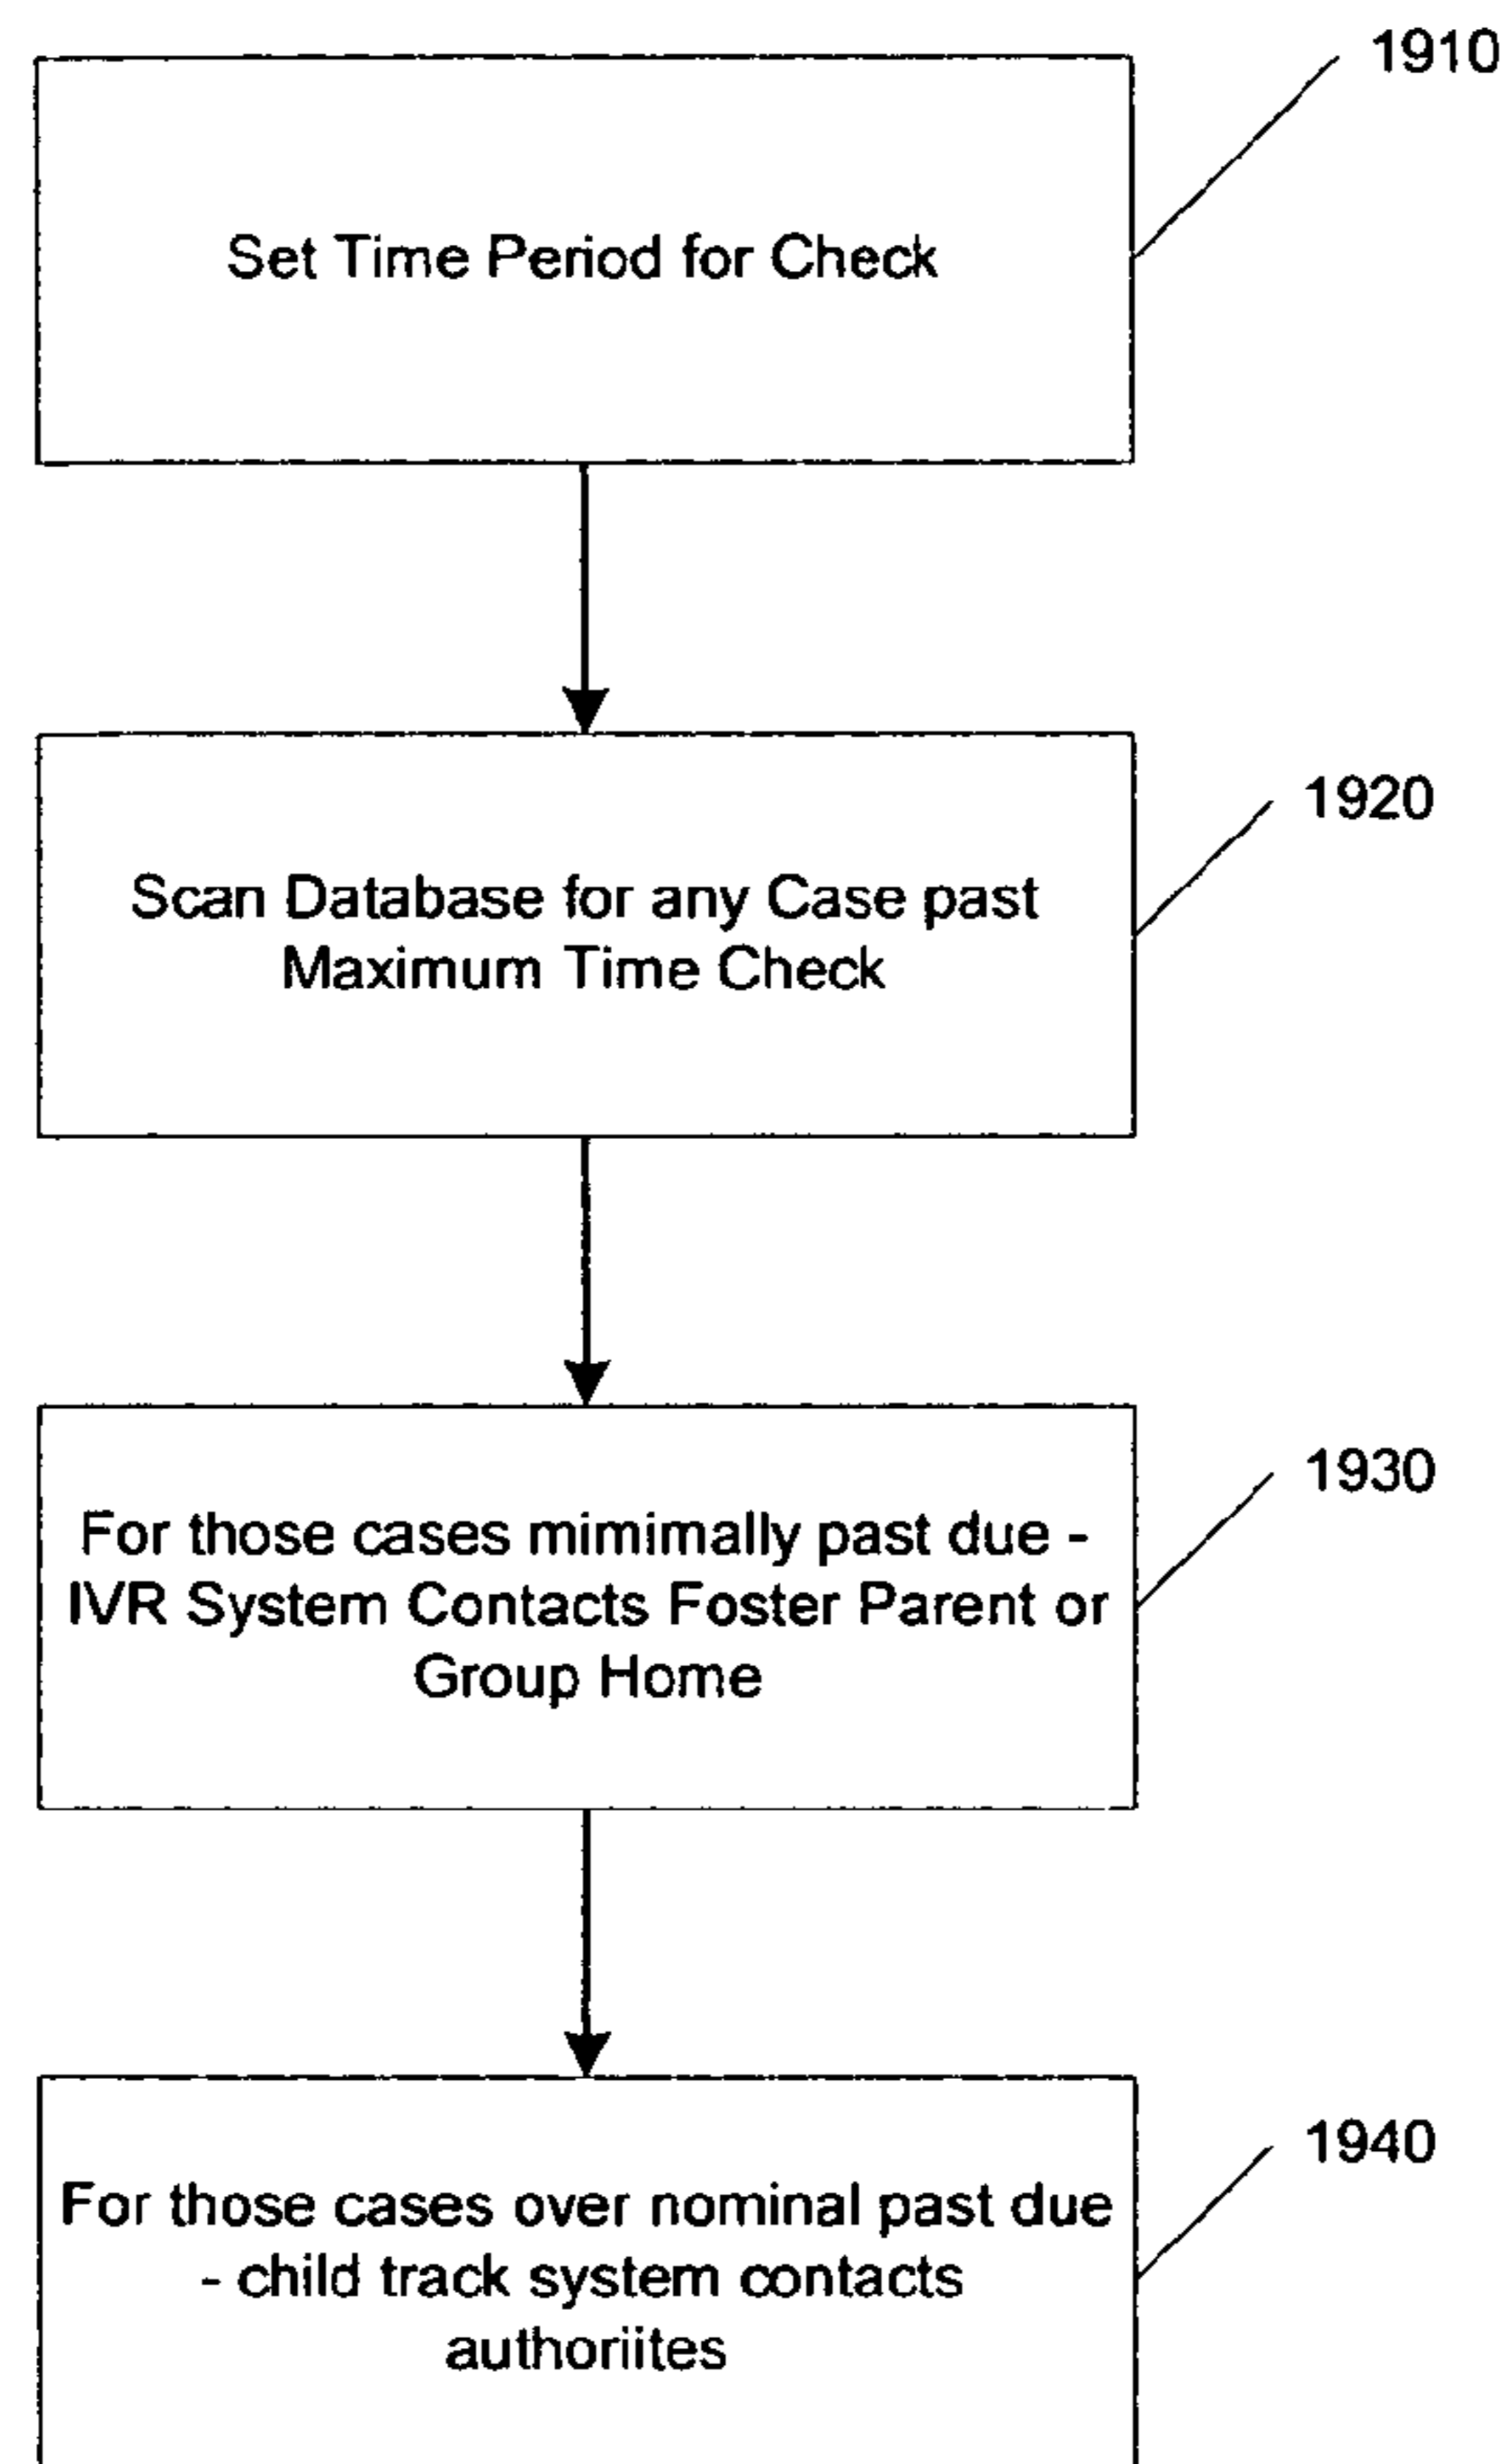 1910
Set Time Period for Check
1920
Scan Database for any Case past
Maximum Time Check
1930
For those cases mimimally past due -
IVR System Contacts Foster Parent or
Group Home
1940
For those cases over nominal past due
- child track system contacts
authoriites